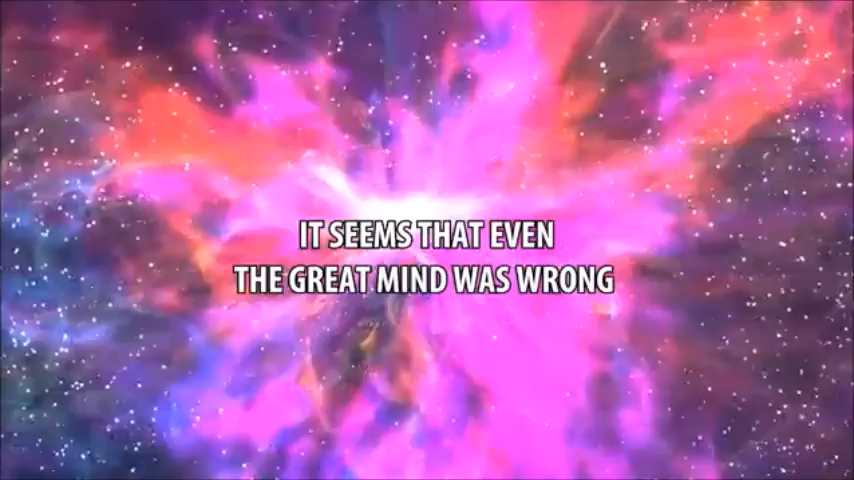 IT SEEMS THAT EVEN
THE GREAT MIND WAS WRONG